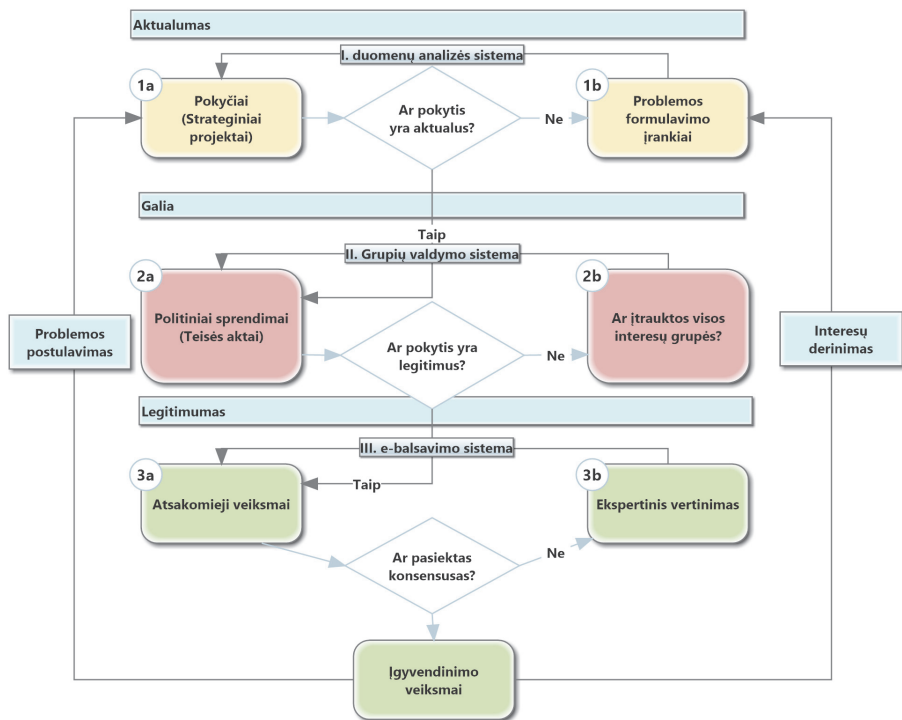 Aktualumas
I. duomenų analizės sistema
1a
1b
Pokyčiai
(Strateginiai
projektai)
Ar pokytis
yra aktualus?
Ne
Problemos
formulavimo
įrankiai
Galia
Taip
II. Grupių valdymo sistema
2a
2b
Politiniai sprendimai
(Teisės aktai)
Ar pokytis yra
legitimus?
Ne
Ar įtrauktos visos
interesų grupės?
Problemos
postulavimas
Interesų
derinimas
Legitimumas
III. e-balsavimo sistema
3a
3b
Taip
Atsakomieji veiksmai
Ekspertinis vertinimas
Ar pasiektas
konsensusas?
Ne
Įgyvendinimo
veiksmai